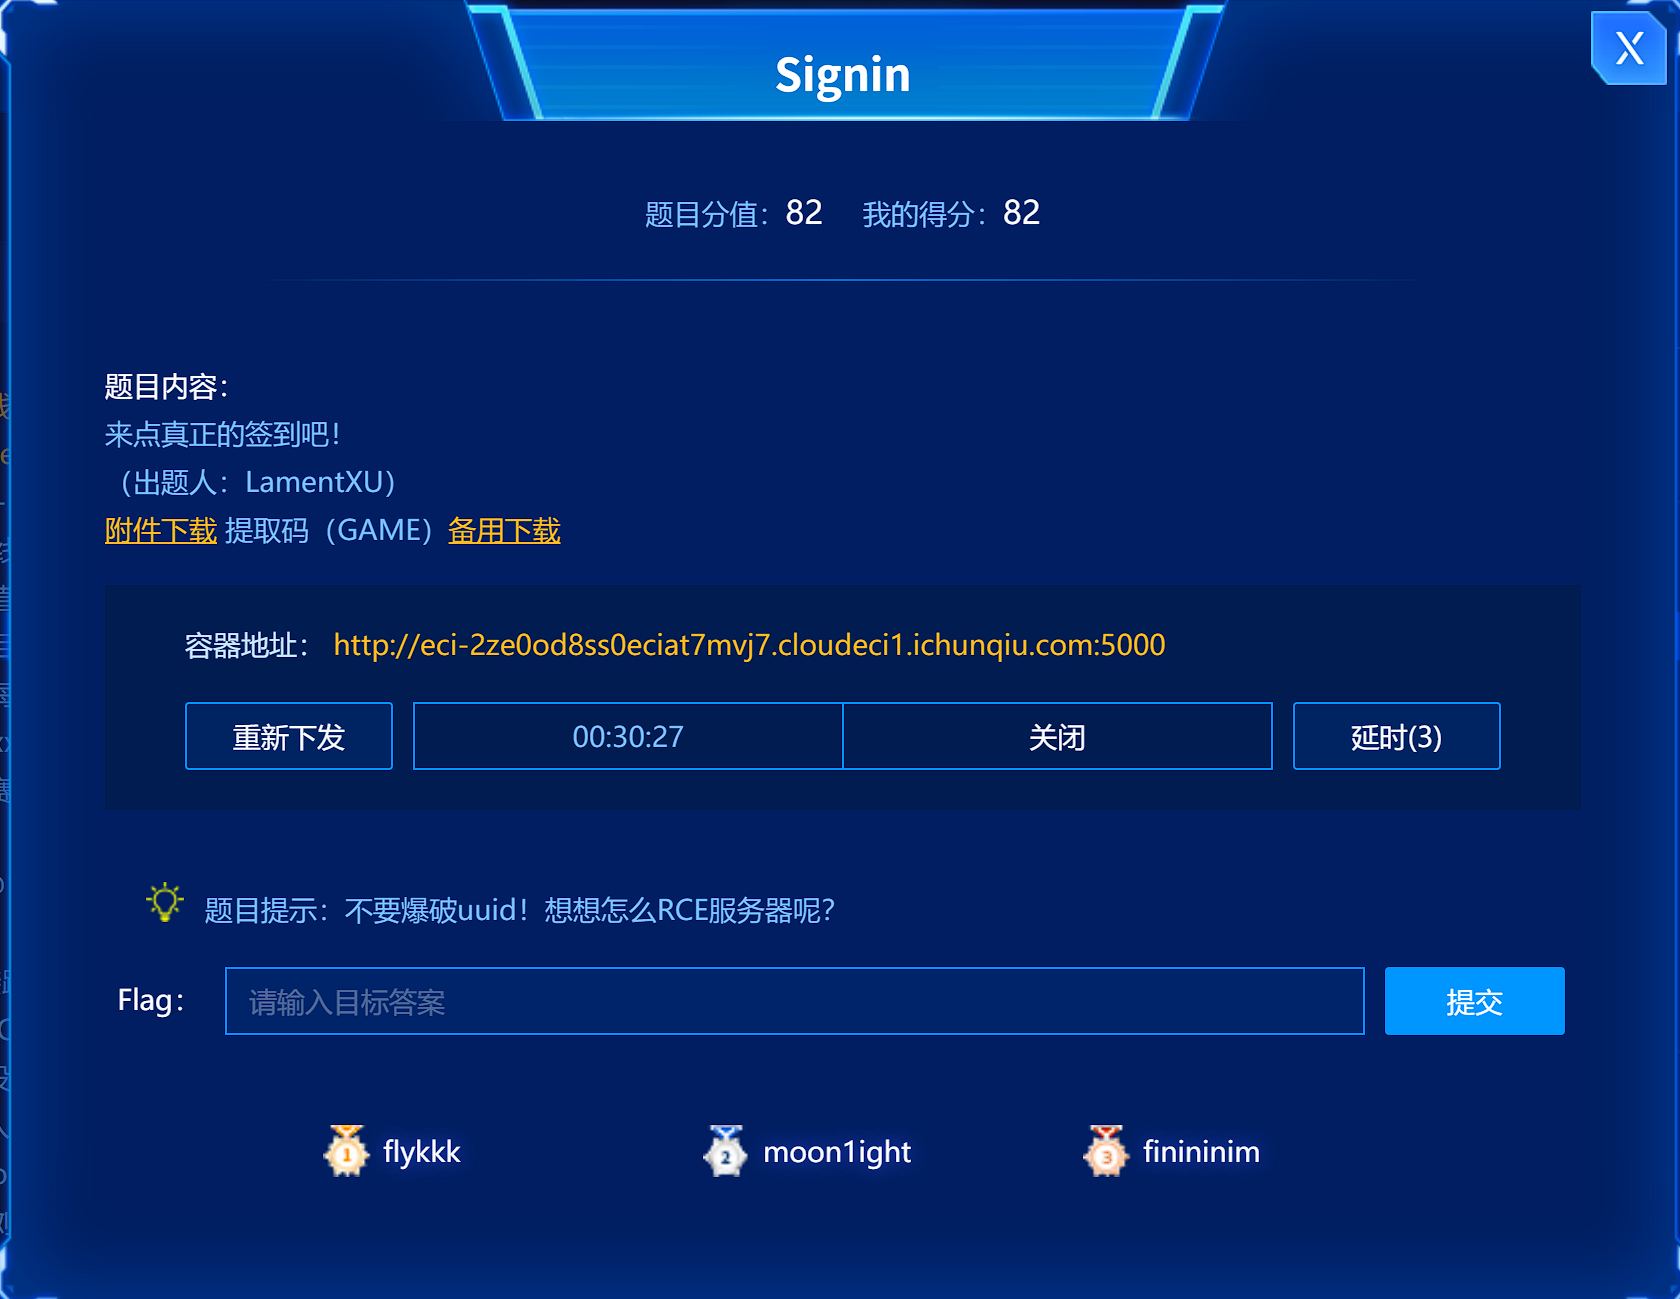 Signin
X
题目分值：82 我的得分：82
题目内容：
来点真正的签到吧！
（出题人：LamentXU）
附件下载 提取码（GAME）备用下载
容器地址： http://eci-2ze0od8ss0eciat7mvj7.cloudeci1.ichunqiu.com:5000
重新下发 00:30:27 关闭 延时(3)
题目提示：不要爆破uuid！想想怎么RCE服务器呢？
Flag： 请输入目标答案 提交
1 flykkk 2 moon1ight 3 finininim